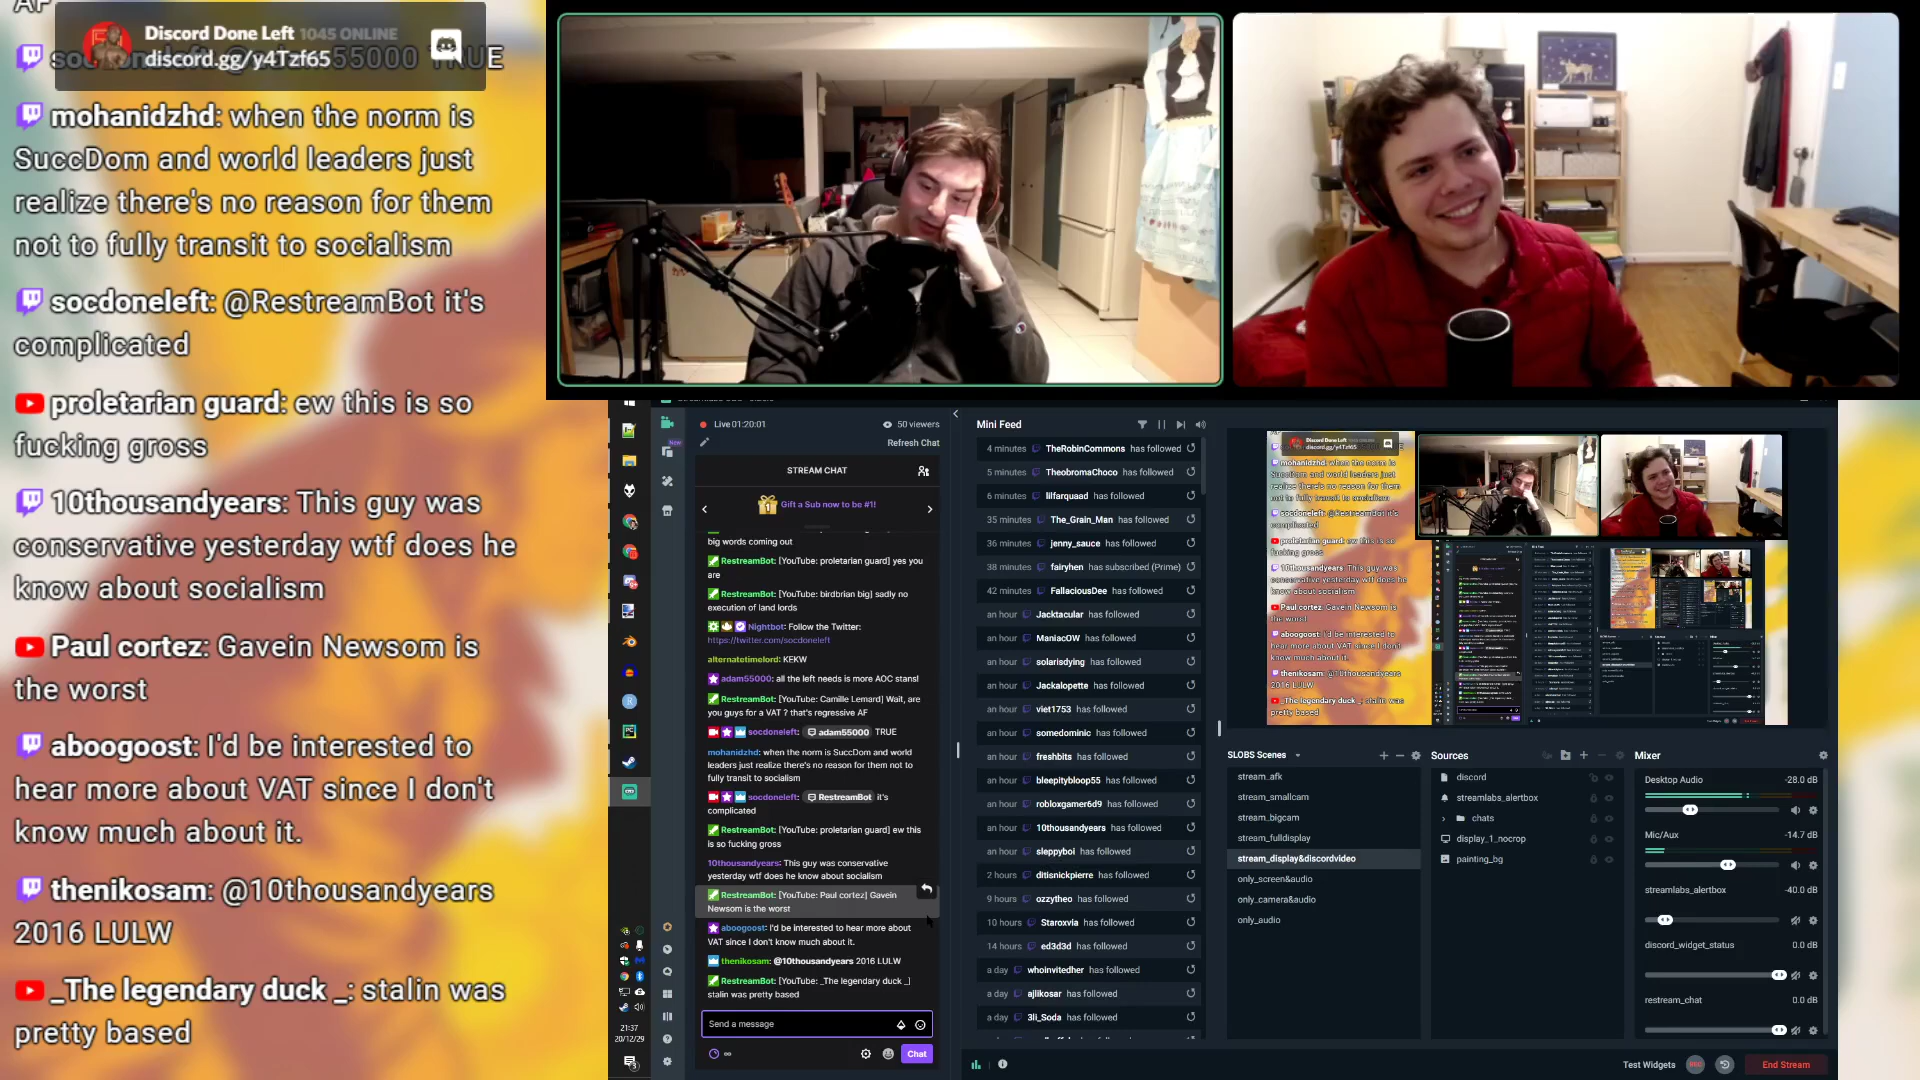 Discord Done Left 1045 ONLINE
discord.gg/y4Tzf65
mohanidzhd: when the norm is
SuccDom and world leaders just
realize there's no reason for them
not to fully transit to socialism
socdoneleft: @RestreamBot it's
complicated
proletarian guard: ew this is so
fucking gross
10thousandyears: This guy was
conservative yesterday wtf does he
know about socialism
Paul cortez: Gavein Newsom is
the worst
aboogoost: I'd be interested to
hear more about VAT since I don't
know much about it.
thenikosam: @10thousandyears
2016 LULW
_The legendary duck _: stalin was
pretty based
Live 01:20:01
50 viewers
Refresh Chat
STREAM CHAT
Gift a Sub now to be #1!
big words coming out
RestreamBot: [YouTube: proletarian guard] yes you
are
RestreamBot: [YouTube: birdbrian big] sadly no
execution of land lords
Nightbot: Follow the Twitter:
https://twitter.com/socdoneleft
alternatetimelord: KEKW
adam55000: all the left needs is more AOC stans!
RestreamBot: [YouTube: Camille Lemard] Wait, are
you guys for a VAT ? that's regressive AF
socdoneleft: adam55000 TRUE
mohanidzhd: when the norm is SuccDom and world
leaders just realize there's no reason for them not to
fully transit to socialism
socdoneleft: RestreamBot it's
complicated
RestreamBot: [YouTube: proletarian guard] ew this
is so fucking gross
10thousandyears: This guy was conservative
yesterday wtf does he know about socialism
RestreamBot: [YouTube: Paul cortez] Gavein
Newsom is the worst
aboogoost: I'd be interested to hear more about
VAT since I don't know much about it.
thenikosam: @10thousandyears 2016 LULW
RestreamBot: [YouTube: _The legendary duck _]
stalin was pretty based
Send a message
Chat
21:37
20/12/29
Mini Feed
4 minutes TheRobinCommons has followed
5 minutes TheobromaChoco has followed
6 minutes lilfarquaad has followed
35 minutes The_Grain_Man has followed
36 minutes jenny_sauce has followed
38 minutes fairyhen has subscribed (Prime)
42 minutes FallaciousDee has followed
an hour Jacktacular has followed
an hour ManiacOW has followed
an hour solarisdying has followed
an hour Jackalopette has followed
an hour viet1753 has followed
an hour somedominic has followed
an hour freshbits has followed
an hour bleepitybloop55 has followed
an hour robloxgamer6d9 has followed
an hour 10thousandyears has followed
an hour sleppyboi has followed
2 hours ditisnickpierre has followed
9 hours ozzytheo has followed
10 hours Staroxvia has followed
14 hours ed3d3d has followed
a day whoinvitedher has followed
a day ajlikosar has followed
a day 3li_Soda has followed
SLOBS Scenes
stream_afk
stream_smallcam
stream_bigcam
stream_fulldisplay
stream_display&discordvideo
only_screen&audio
only_camera&audio
only_audio
Sources
discord
streamlabs_alertbox
chats
display_1_nocrop
painting_bg
Mixer
Desktop Audio -28.0 dB
Mic/Aux -14.7 dB
streamlabs_alertbox -40.0 dB
discord_widget_status 0.0 dB
restream_chat 0.0 dB
Test Widgets
REC
End Stream